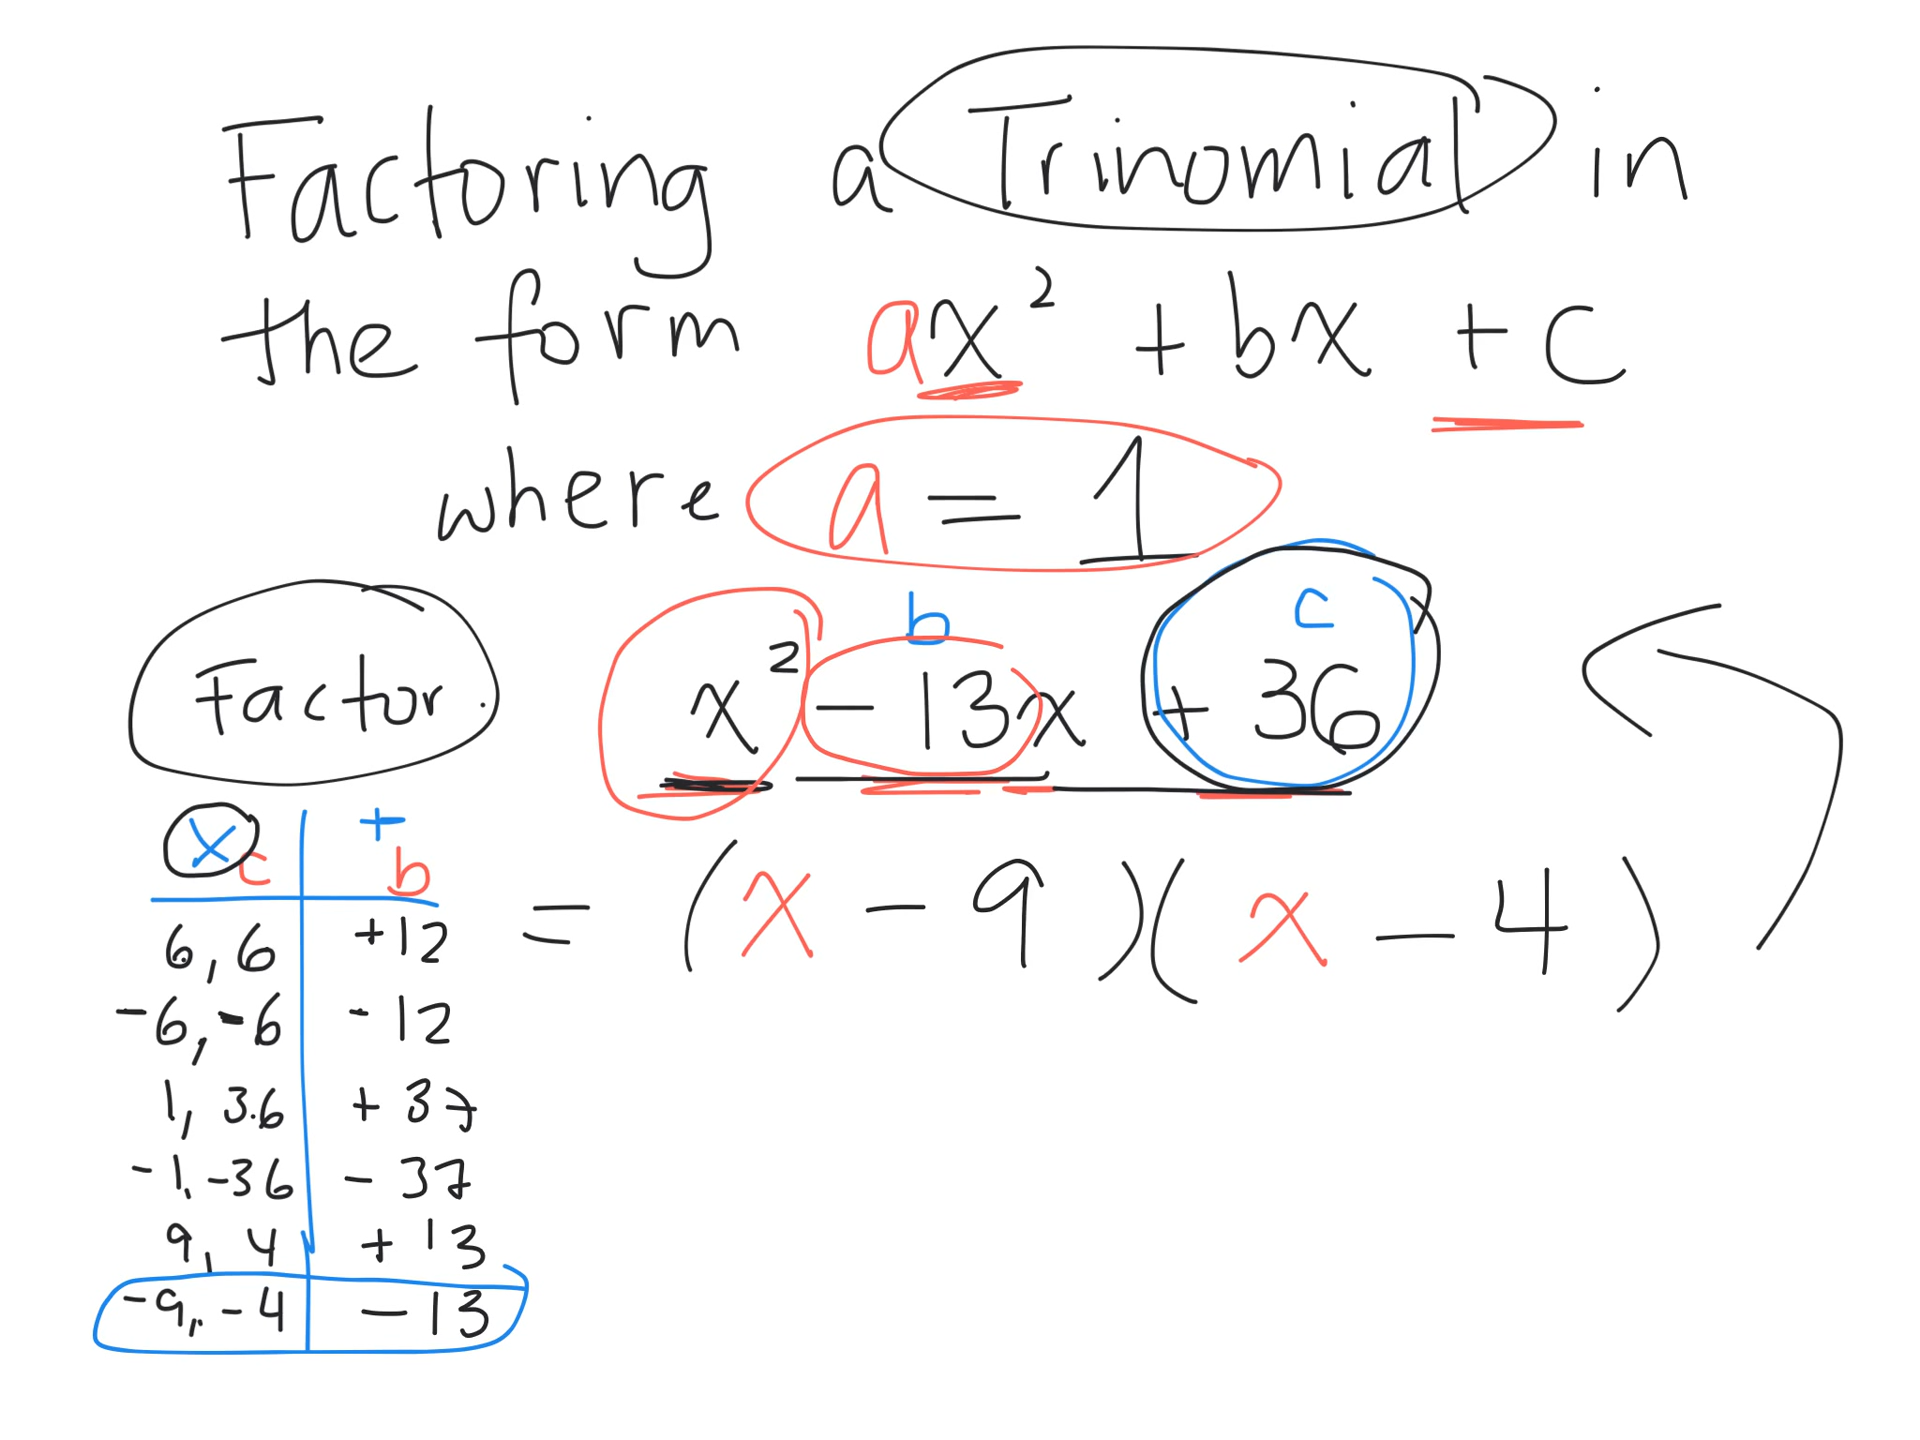 Factoring a Trinomial in
the form ax² + bx + c
where a = 1
b c
Factor. x² - 13x + 36
x +
c b
= (x - 9)(x - 4)
6, 6 +12
-6, -6 -12
1, 36 +37
-1, -36 -37
9, 4 +13
-9, -4 -13